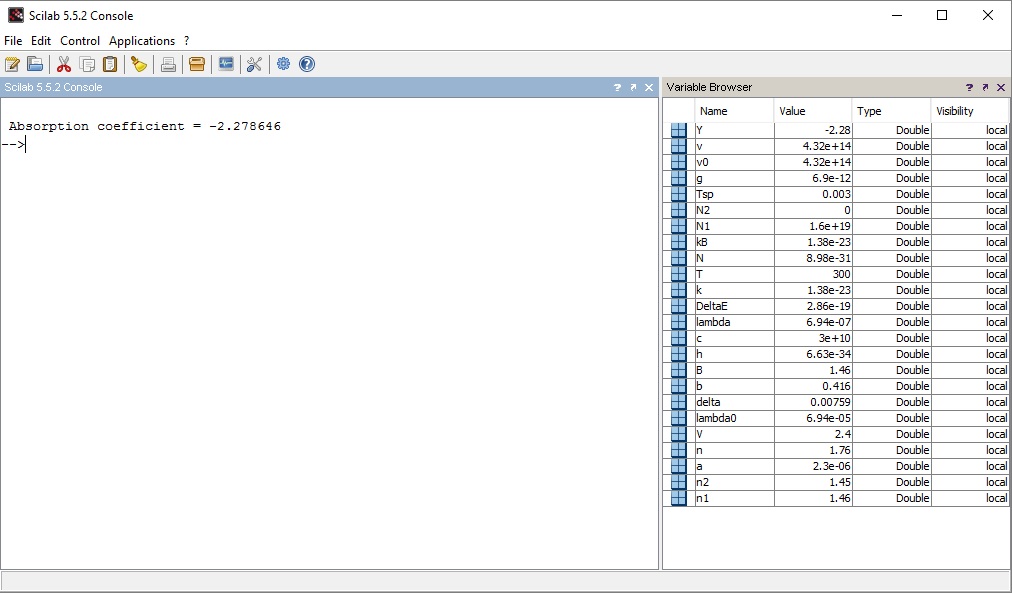 Scilab 5.5.2 Console
File Edit Control Applications ?
Scilab 5.5.2 Console ? 
Absorption coefficient = -2.278646
-->
Variable Browser ?
Name Value Type Visibility
Y -2.28 Double local
v 4.32e+14 Double local
v0 4.32e+14 Double local
g 6.9e-12 Double local
Tsp 0.003 Double local
N2 0 Double local
N1 1.6e+19 Double local
kB 1.38e-23 Double local
N 8.98e-31 Double local
T 300 Double local
k 1.38e-23 Double local
DeltaE 2.86e-19 Double local
lambda 6.94e-07 Double local
c 3e+10 Double local
h 6.63e-34 Double local
B 1.46 Double local
b 0.416 Double local
delta 0.00759 Double local
lambda0 6.94e-05 Double local
V 2.4 Double local
n 1.76 Double local
a 2.3e-06 Double local
n2 1.45 Double local
n1 1.46 Double local